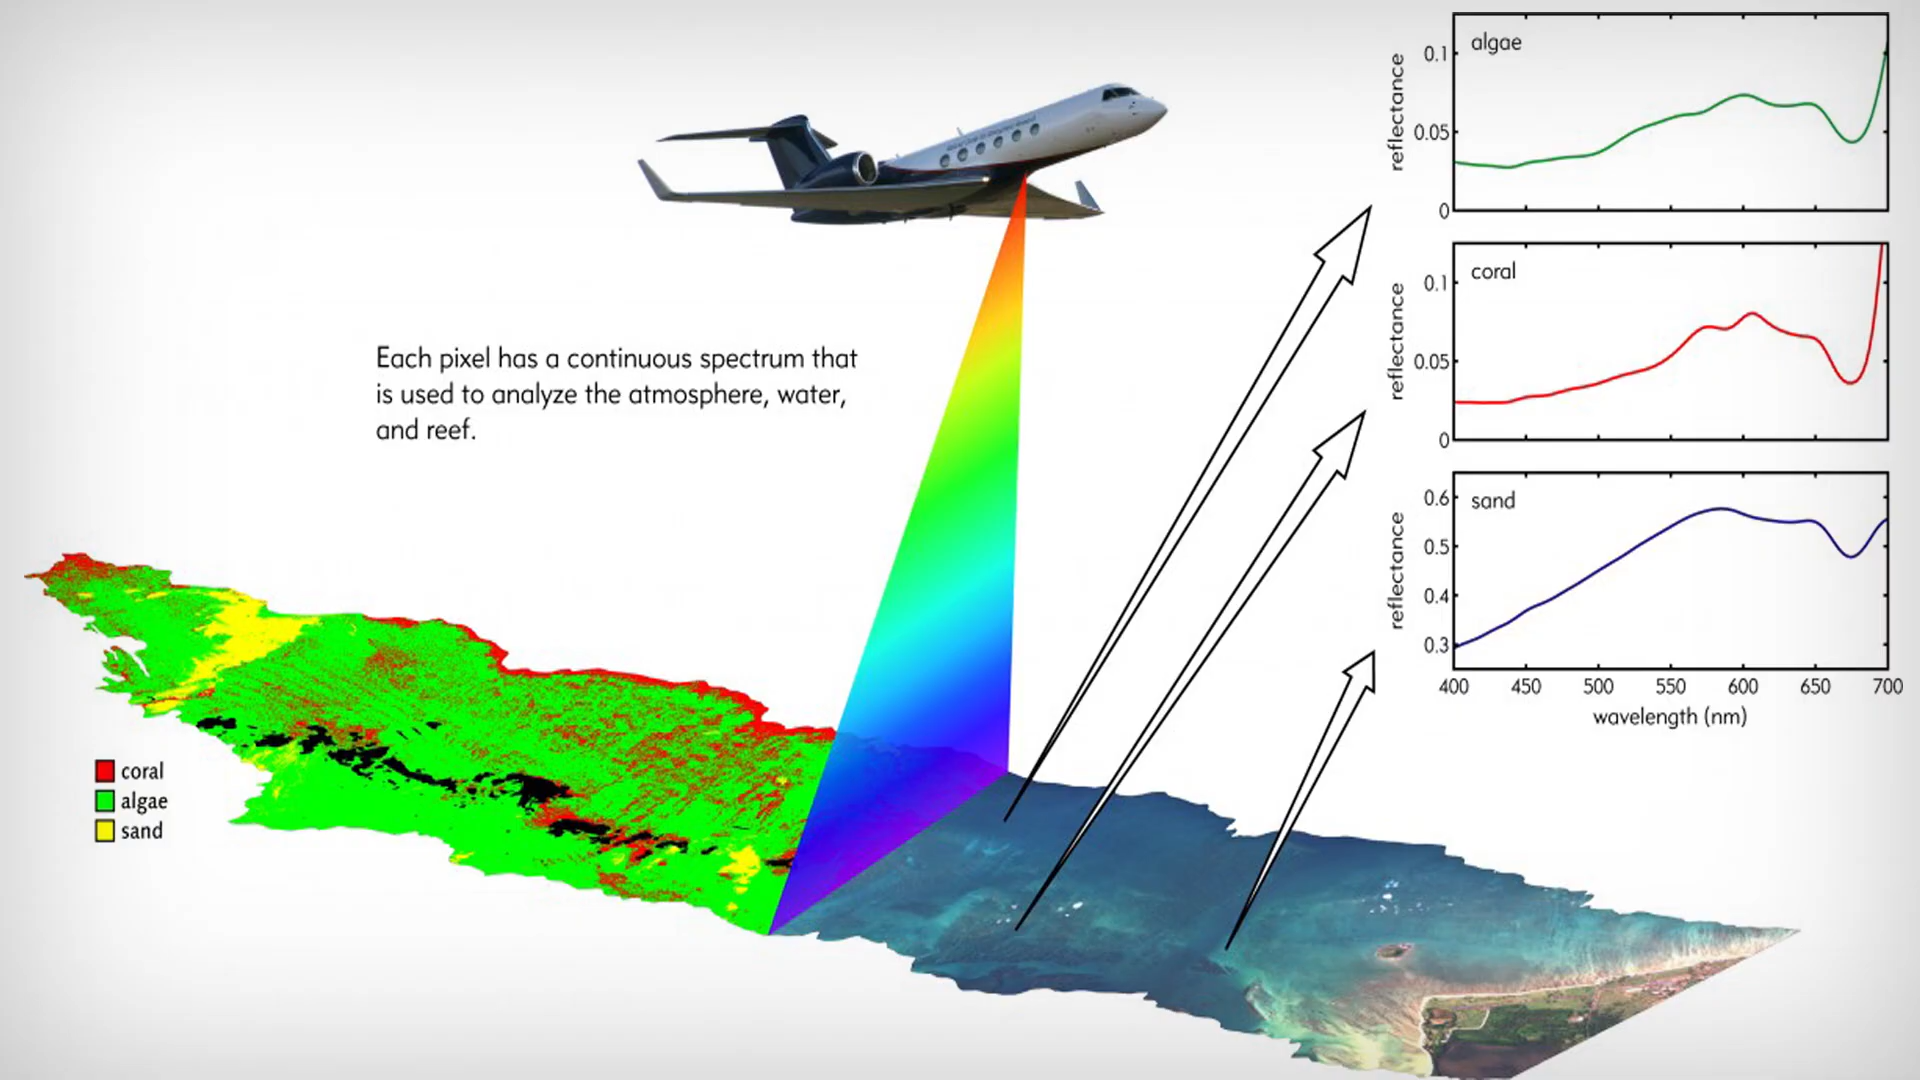 Each pixel has a continuous spectrum that
is used to analyze the atmosphere, water,
and reef.
coral
algae
sand
algae
reflectance
0.1
0.05
0
coral
reflectance
0.1
0.05
0
sand
reflectance
0.6
0.5
0.4
0.3
400 450 500 550 600 650 700
wavelength (nm)